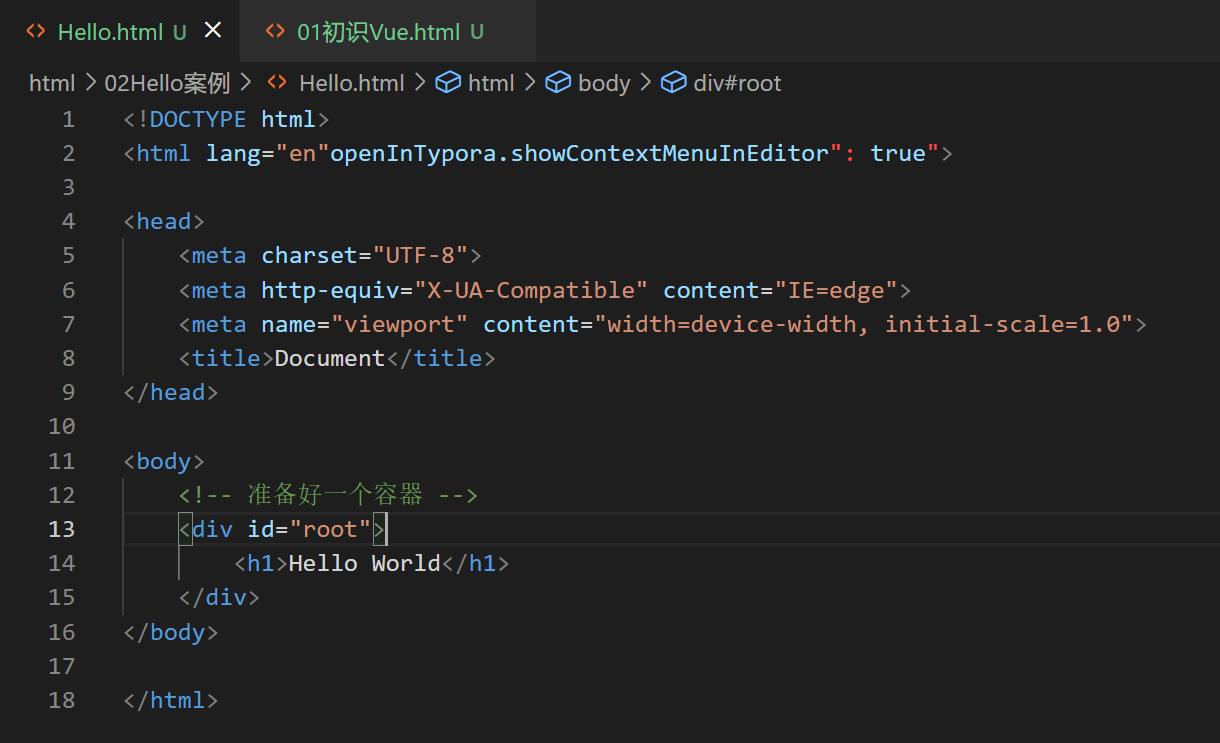 Hello.html U 01初识Vue.html U
html > 02Hello案例 > Hello.html > html > body > div#root
1 <!DOCTYPE html>
2 <html lang="en"openInTypora.showContextMenuInEditor": true">
3
4 <head>
5     <meta charset="UTF-8">
6     <meta http-equiv="X-UA-Compatible" content="IE=edge">
7     <meta name="viewport" content="width=device-width, initial-scale=1.0">
8     <title>Document</title>
9 </head>
10
11 <body>
12     <!-- 准备好一个容器 -->
13     <div id="root">
14         <h1>Hello World</h1>
15     </div>
16 </body>
17
18 </html>